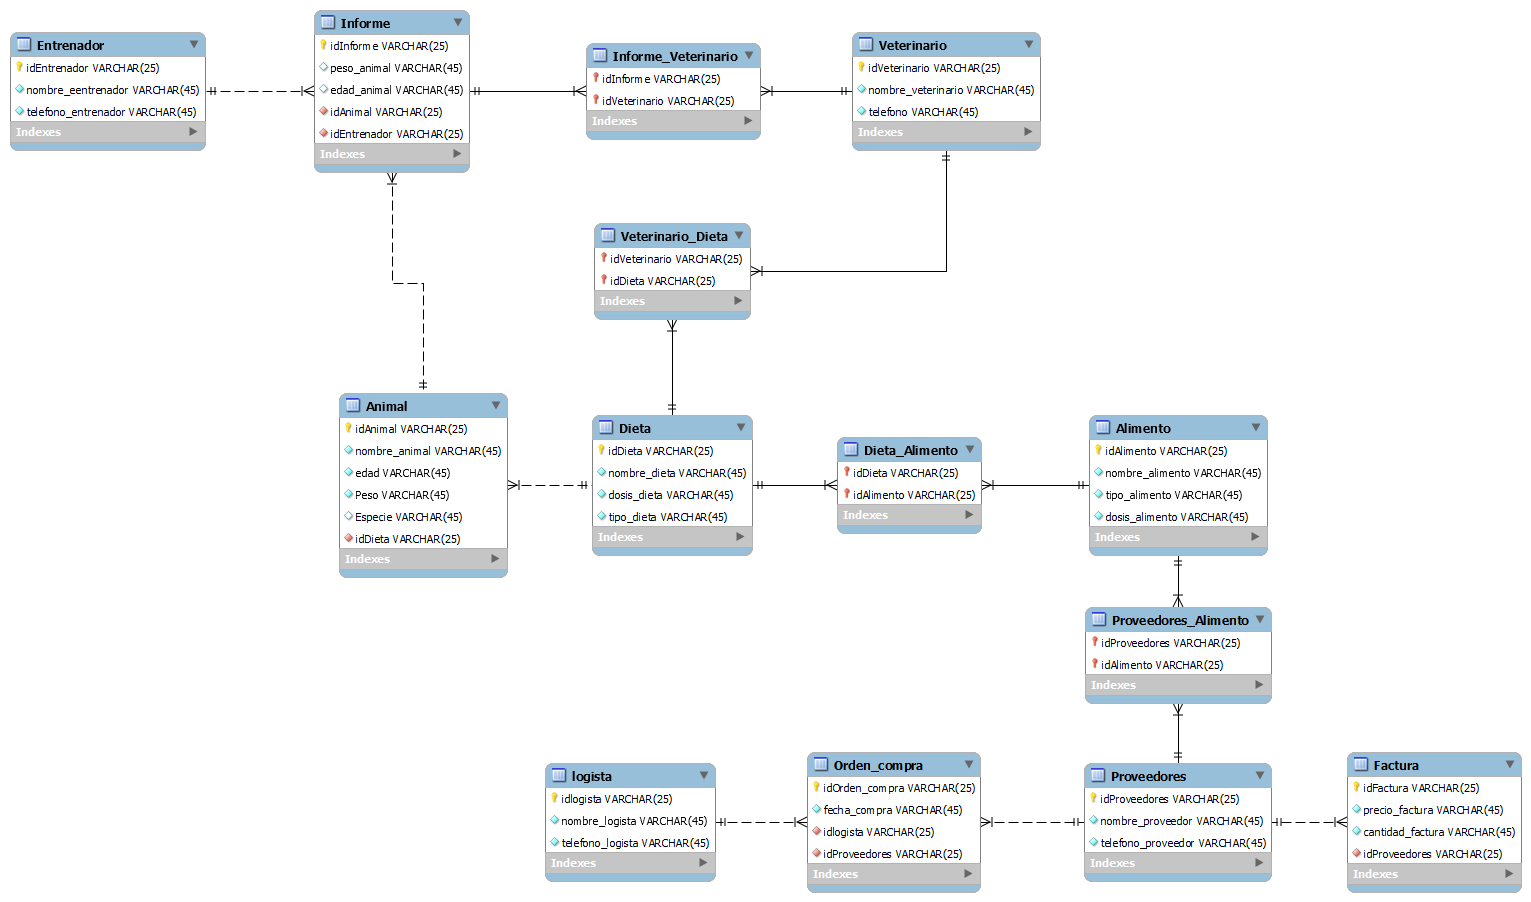 Entrenador
idEntrenador VARCHAR(25)
nombre_eentrenador VARCHAR(45)
telefono_entrenador VARCHAR(45)
Indexes
Informe
idInforme VARCHAR(25)
peso_animal VARCHAR(45)
edad_animal VARCHAR(45)
idAnimal VARCHAR(25)
idEntrenador VARCHAR(25)
Indexes
Informe_Veterinario
idInforme VARCHAR(25)
idVeterinario VARCHAR(25)
Indexes
Veterinario
idVeterinario VARCHAR(25)
nombre_veterinario VARCHAR(45)
telefono VARCHAR(45)
Indexes
Veterinario_Dieta
idVeterinario VARCHAR(25)
idDieta VARCHAR(25)
Indexes
Animal
idAnimal VARCHAR(25)
nombre_animal VARCHAR(45)
edad VARCHAR(45)
Peso VARCHAR(45)
Especie VARCHAR(45)
idDieta VARCHAR(25)
Indexes
Dieta
idDieta VARCHAR(25)
nombre_dieta VARCHAR(45)
dosis_dieta VARCHAR(45)
tipo_dieta VARCHAR(45)
Indexes
Dieta_Alimento
idDieta VARCHAR(25)
idAlimento VARCHAR(25)
Indexes
Alimento
idAlimento VARCHAR(25)
nombre_alimento VARCHAR(45)
tipo_alimento VARCHAR(45)
dosis_alimento VARCHAR(45)
Indexes
Proveedores_Alimento
idProveedores VARCHAR(25)
idAlimento VARCHAR(25)
Indexes
logista
idlogista VARCHAR(25)
nombre_logista VARCHAR(45)
telefono_logista VARCHAR(45)
Indexes
Orden_compra
idOrden_compra VARCHAR(25)
fecha_compra VARCHAR(45)
idlogista VARCHAR(25)
idProveedores VARCHAR(25)
Indexes
Proveedores
idProveedores VARCHAR(25)
nombre_proveedor VARCHAR(45)
telefono_proveedor VARCHAR(45)
Indexes
Factura
idFactura VARCHAR(25)
precio_factura VARCHAR(45)
cantidad_factura VARCHAR(45)
idProveedores VARCHAR(25)
Indexes